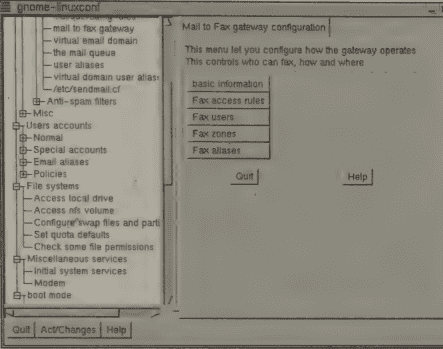 gnome-linuxconf
mail to fax gateway
virtual email domain
the mail queue
user aliases
virtual domain user alias
/etc/sendmail.cf
Anti-spam filters
Misc
Users accounts
Normal
Special accounts
Email aliases
Policies
File systems
Access local drive
Access nfs volume
Configure swap files and parti
Set quota defaults
Check some file permissions
Miscellaneous services
Initial system services
Modem
boot mode
Quit
Act/Changes
Help
Mail to Fax gateway configuration
This menu let you configure how the gateway operates
This controls who can fax, how and where
basic information
Fax access rules
Fax users
Fax zones
Fax aliases
Quit
Help